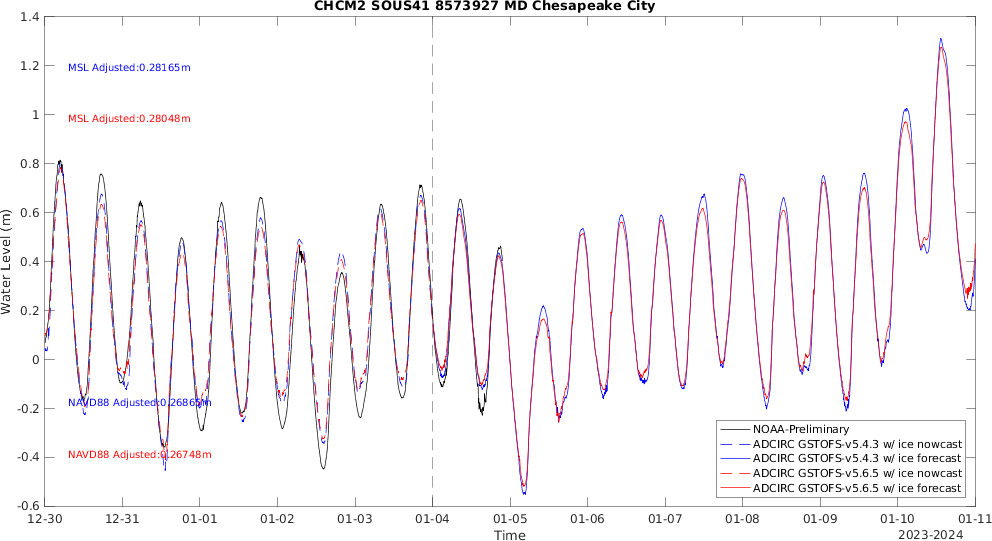 CHCM2 SOUS41 8573927 MD Chesapeake City
1.4
1.2
1
0.8
0.6
0.4
0.2
0
-0.2
-0.4
-0.6
Water Level (m)
MSL Adjusted:0.28165m
MSL Adjusted:0.28048m
NAVD88 Adjusted:0.26865m
NAVD88 Adjusted:0.26748m
NOAA-Preliminary
ADCIRC GSTOFS-v5.4.3 w/ ice nowcast
ADCIRC GSTOFS-v5.4.3 w/ ice forecast
ADCIRC GSTOFS-v5.6.5 w/ ice nowcast
ADCIRC GSTOFS-v5.6.5 w/ ice forecast
12-30 12-31 01-01 01-02 01-03 01-04 01-05 01-06 01-07 01-08 01-09 01-10 01-11
Time
2023-2024